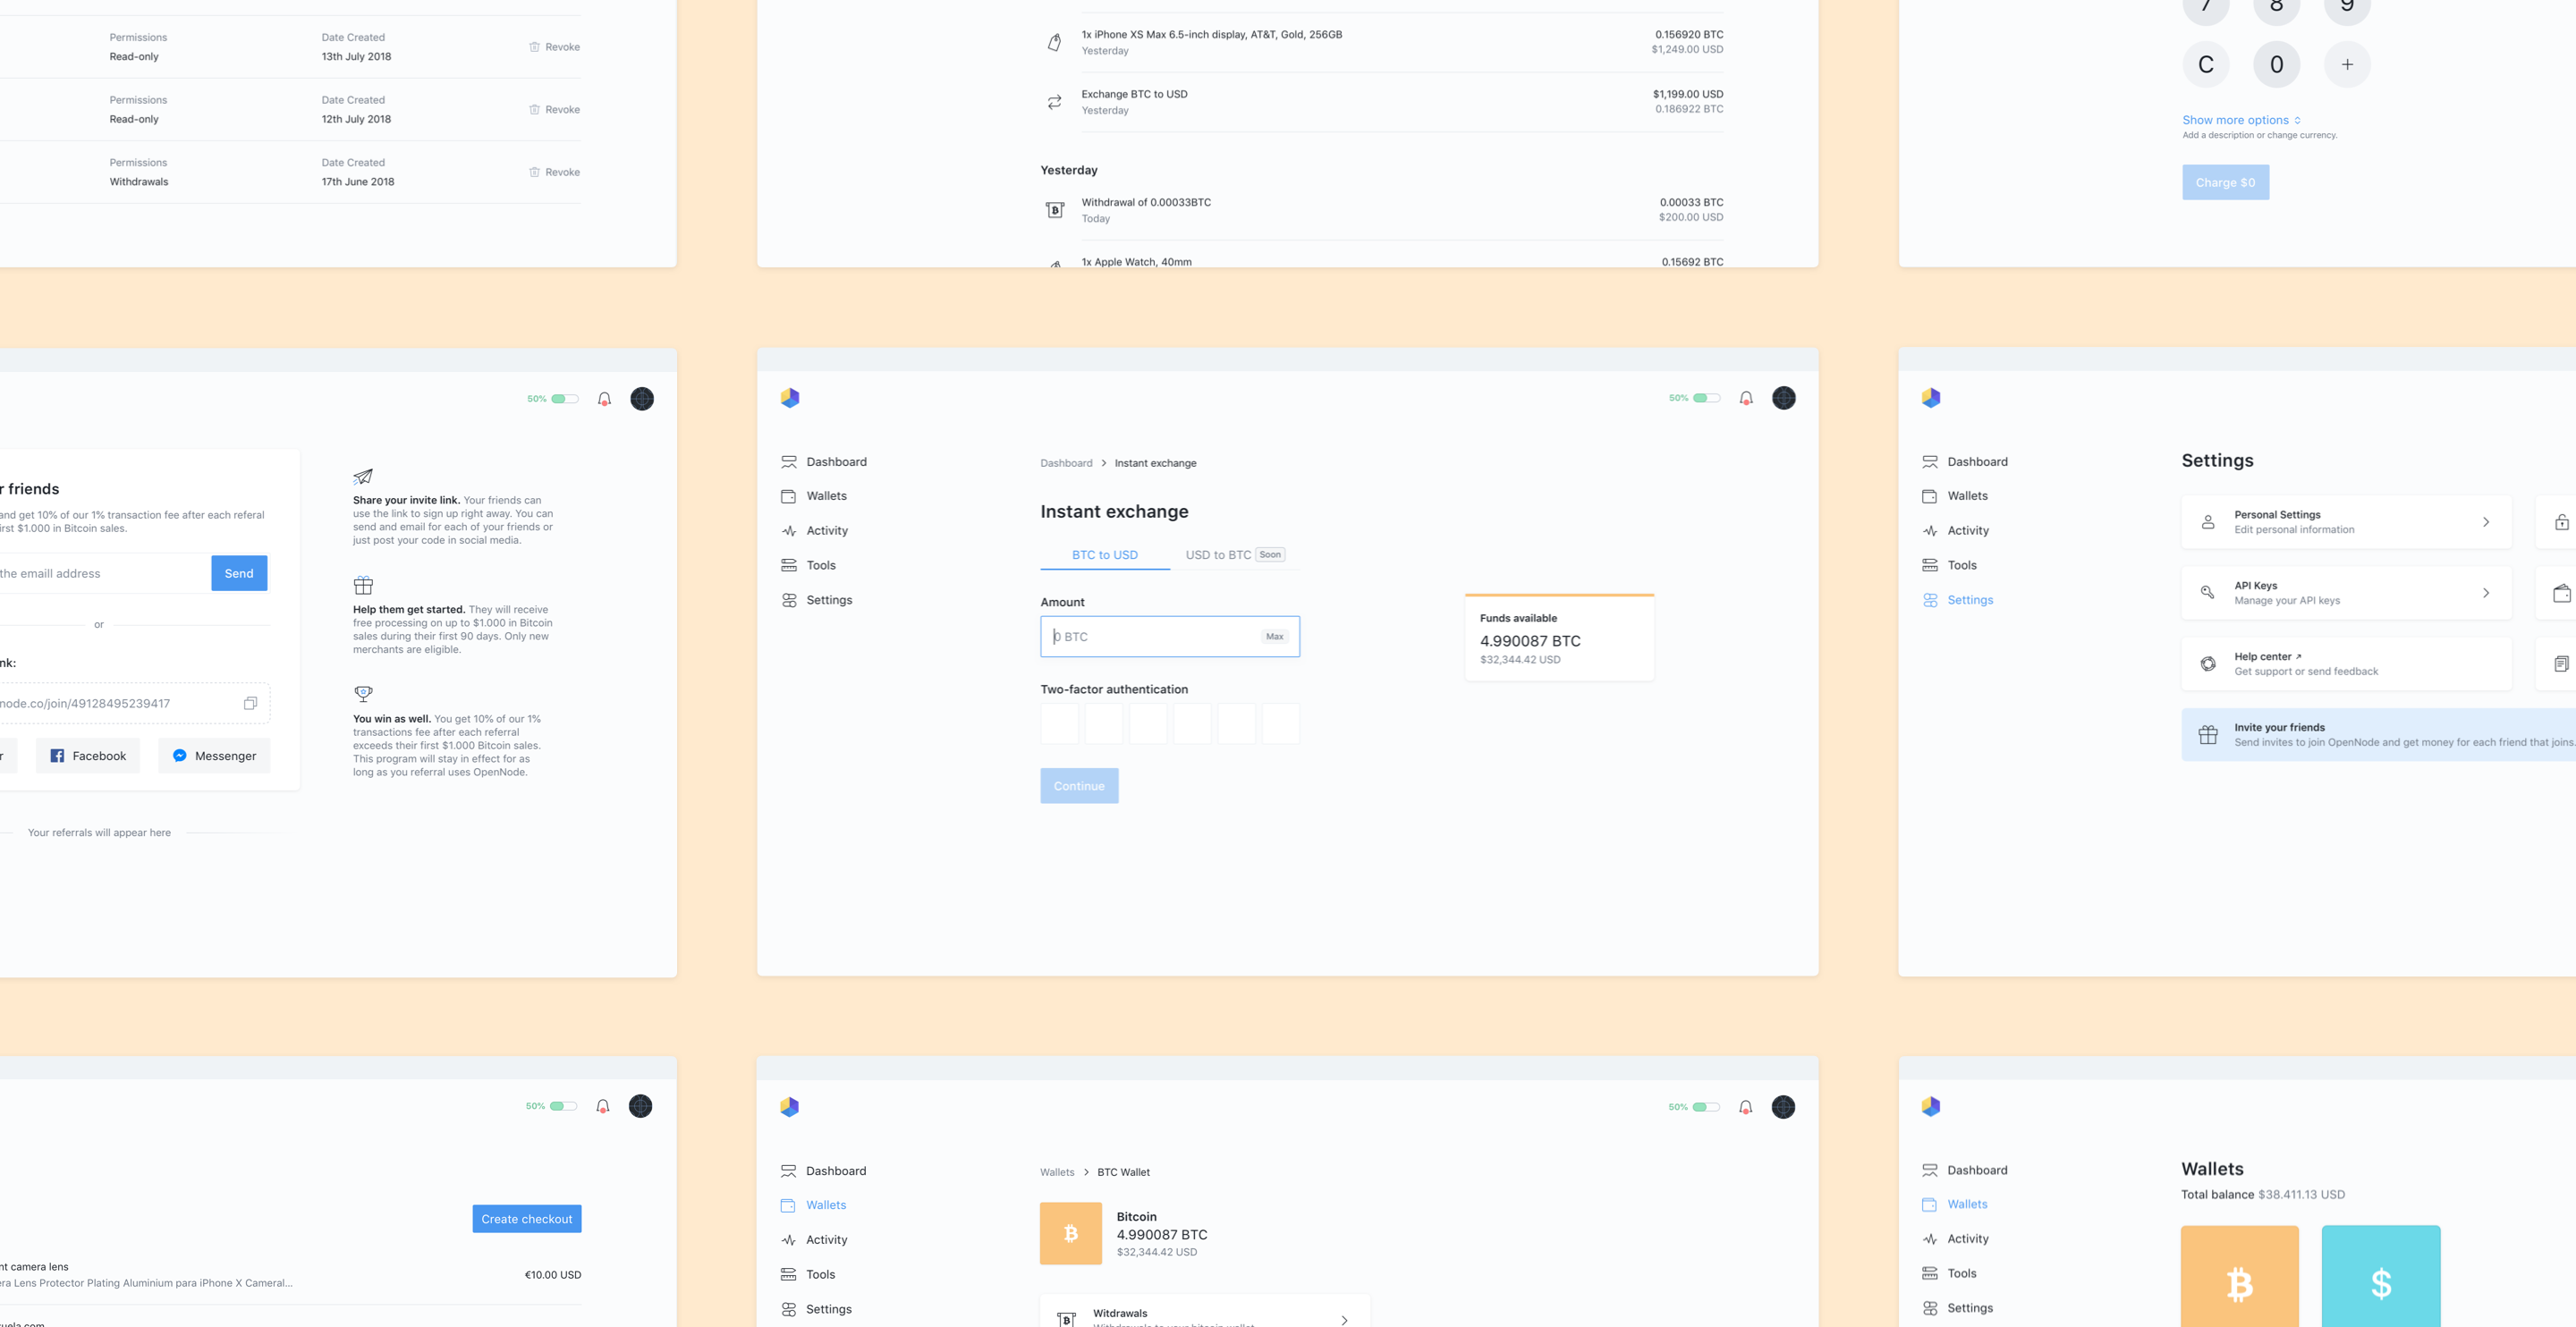 Permissions
Date Created
Read-only
13th July 2018
Revoke
Permissions
Date Created
Read-only
12th July 2018
Revoke
Permissions
Date Created
Withdrawals
17th June 2018
Revoke
1x iPhone XS Max 6.5-inch display, AT&T, Gold, 256GB
0.156920 BTC
Yesterday
$1,249.00 USD
Exchange BTC to USD
$1,199.00 USD
Yesterday
0.186922 BTC
Yesterday
Withdrawal of 0.00033BTC
0.00033 BTC
Today
$200.00 USD
1x Apple Watch, 40mm
0.15692 BTC
7 8 9
C 0 +
Show more options
Add a description or change currency.
Charge $0
50%
r friends
and get 10% of our 1% transaction fee after each referal
irst $1.000 in Bitcoin sales.
the emaill address
Send
or
nk:
node.co/join/49128495239417
r
Facebook
Messenger
Your referrals will appear here
Share your invite link. Your friends can
use the link to sign up right away. You can
send and email for each of your friends or
just post your code in social media.
Help them get started. They will receive
free processing on up to $1.000 in Bitcoin
sales during their first 90 days. Only new
merchants are eligible.
You win as well. You get 10% of our 1%
transactions fee after each referral
exceeds their first $1.000 Bitcoin sales.
This program will stay in effect for as
long as you referral uses OpenNode.
50%
Dashboard
Wallets
Activity
Tools
Settings
Dashboard > Instant exchange
Instant exchange
BTC to USD
USD to BTC Soon
Amount
0 BTC
Max
Two-factor authentication
Continue
Funds available
4.990087 BTC
$32,344.42 USD
Dashboard
Wallets
Activity
Tools
Settings
Settings
Personal Settings
Edit personal information
API Keys
Manage your API keys
Help center ↗
Get support or send feedback
Invite your friends
Send invites to join OpenNode and get money for each friend that joins.
50%
Create checkout
nt camera lens
ra Lens Protector Plating Aluminium para iPhone X Cameral...
€10.00 USD
50%
Dashboard
Wallets
Activity
Tools
Settings
Wallets > BTC Wallet
Bitcoin
4.990087 BTC
$32,344.42 USD
Witdrawals
Dashboard
Wallets
Activity
Tools
Settings
Wallets
Total balance $38.411.13 USD
₿
$